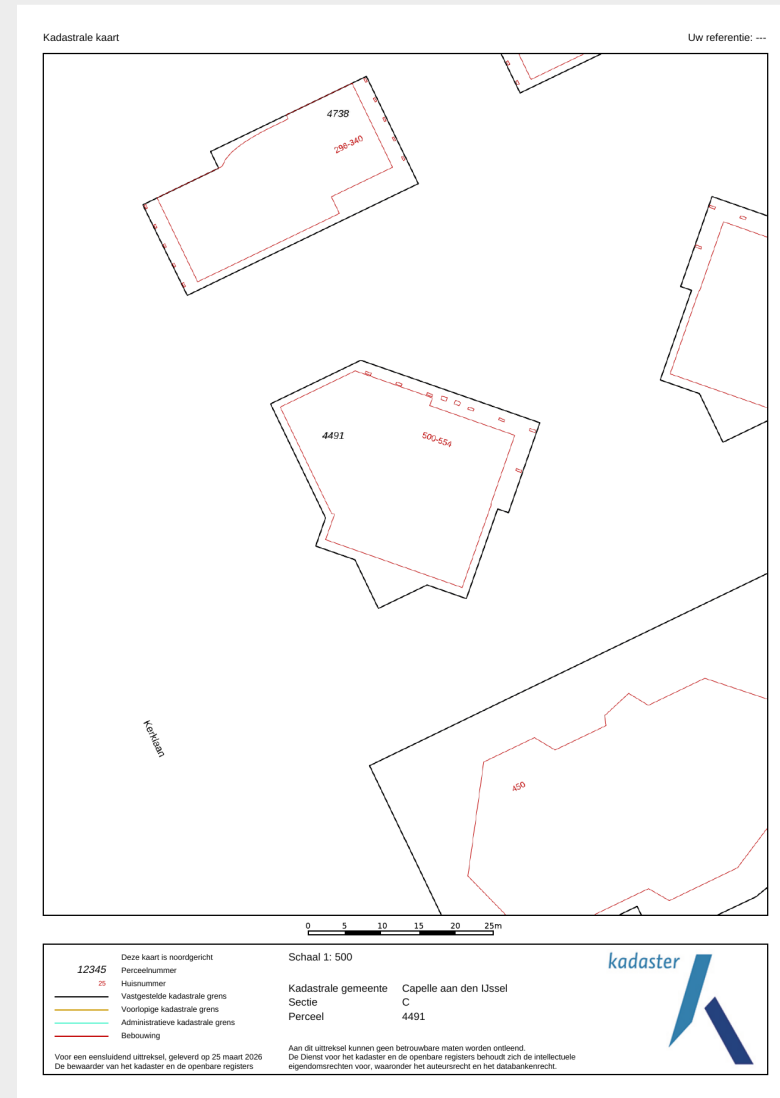 Kadastrale kaart
Uw referentie: ---
4738
296-340
4491
500-554
Kerklaan
450
0 5 10 15 20 25m
Deze kaart is noordgericht
12345 Perceelnummer
25 Huisnummer
Vastgestelde kadastrale grens
Voorlopige kadastrale grens
Administratieve kadastrale grens
Bebouwing
Voor een eensluidend uittreksel, geleverd op 25 maart 2026
De bewaarder van het kadaster en de openbare registers
Schaal 1: 500
Kadastrale gemeente Capelle aan den IJssel
Sectie C
Perceel 4491
Aan dit uittreksel kunnen geen betrouwbare maten worden ontleend.
De Dienst voor het kadaster en de openbare registers behoudt zich de intellectuele
eigendomsrechten voor, waaronder het auteursrecht en het databankenrecht.
kadaster